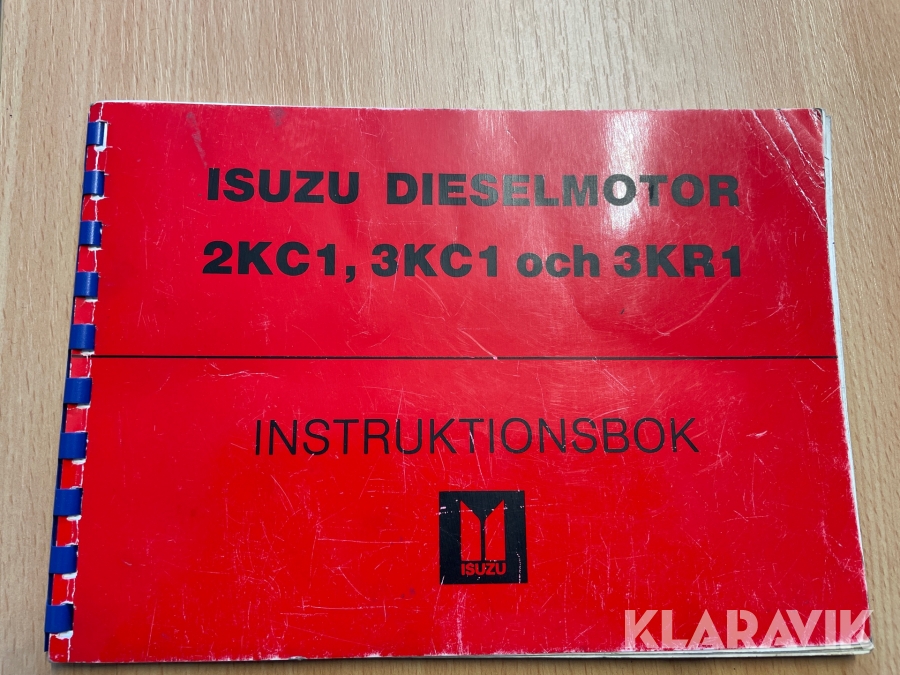 ISUZU DIESELMOTOR
2KC1, 3KC1 och 3KR1
INSTRUKTIONSBOK
ISUZU
KLARAVIK